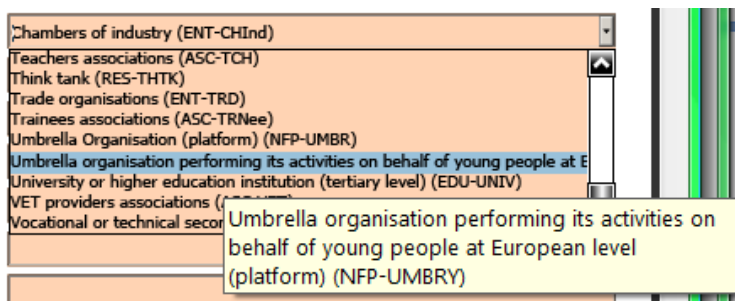 Chambers of industry (ENT-CHInd)
Teachers associations (ASC-TCH)
Think tank (RES-THTK)
Trade organisations (ENT-TRD)
Trainees associations (ASC-TRNee)
Umbrella Organisation (platform) (NFP-UMBR)
Umbrella organisation performing its activities on behalf of young people at E
University or higher education institution (tertiary level) (EDU-UNIV)
VET providers associations
Vocational or technical secon
Umbrella organisation performing its activities on
behalf of young people at European level
(platform) (NFP-UMBRY)